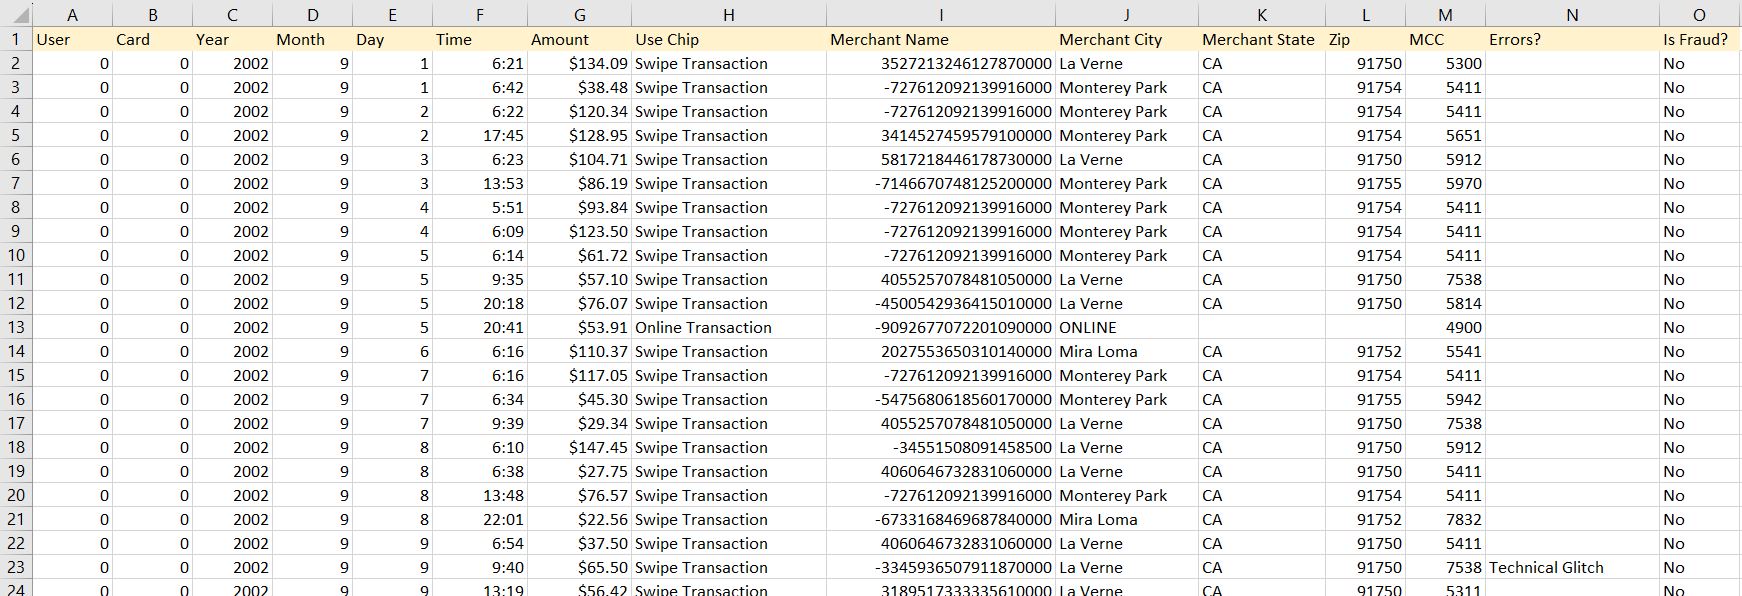 A B C D E F G H I J K L M N O
1 User Card Year Month Day Time Amount Use Chip Merchant Name Merchant City Merchant State Zip MCC Errors? Is Fraud?
2 0 0 2002 9 1 6:21 $134.09 Swipe Transaction 3527213246127870000 La Verne CA 91750 5300 No
3 0 0 2002 9 1 6:42 $38.48 Swipe Transaction -727612092139916000 Monterey Park CA 91754 5411 No
4 0 0 2002 9 2 6:22 $120.34 Swipe Transaction -727612092139916000 Monterey Park CA 91754 5411 No
5 0 0 2002 9 2 17:45 $128.95 Swipe Transaction 3414527459579100000 Monterey Park CA 91754 5651 No
6 0 0 2002 9 3 6:23 $104.71 Swipe Transaction 5817218446178730000 La Verne CA 91750 5912 No
7 0 0 2002 9 3 13:53 $86.19 Swipe Transaction -7146670748125200000 Monterey Park CA 91755 5970 No
8 0 0 2002 9 4 5:51 $93.84 Swipe Transaction -727612092139916000 Monterey Park CA 91754 5411 No
9 0 0 2002 9 4 6:09 $123.50 Swipe Transaction -727612092139916000 Monterey Park CA 91754 5411 No
10 0 0 2002 9 5 6:14 $61.72 Swipe Transaction -727612092139916000 Monterey Park CA 91754 5411 No
11 0 0 2002 9 5 9:35 $57.10 Swipe Transaction 4055257078481050000 La Verne CA 91750 7538 No
12 0 0 2002 9 5 20:18 $76.07 Swipe Transaction -4500542936415010000 La Verne CA 91750 5814 No
13 0 0 2002 9 5 20:41 $53.91 Online Transaction -9092677072201090000 ONLINE 4900 No
14 0 0 2002 9 6 6:16 $110.37 Swipe Transaction 2027553650310140000 Mira Loma CA 91752 5541 No
15 0 0 2002 9 7 6:16 $117.05 Swipe Transaction -727612092139916000 Monterey Park CA 91754 5411 No
16 0 0 2002 9 7 6:34 $45.30 Swipe Transaction -5475680618560170000 Monterey Park CA 91755 5942 No
17 0 0 2002 9 7 9:39 $29.34 Swipe Transaction 4055257078481050000 La Verne CA 91750 7538 No
18 0 0 2002 9 8 6:10 $147.45 Swipe Transaction -34551508091458500 La Verne CA 91750 5912 No
19 0 0 2002 9 8 6:38 $27.75 Swipe Transaction 4060646732831060000 La Verne CA 91750 5411 No
20 0 0 2002 9 8 13:48 $76.57 Swipe Transaction -727612092139916000 Monterey Park CA 91754 5411 No
21 0 0 2002 9 8 22:01 $22.56 Swipe Transaction -6733168469687840000 Mira Loma CA 91752 7832 No
22 0 0 2002 9 9 6:54 $37.50 Swipe Transaction 4060646732831060000 La Verne CA 91750 5411 No
23 0 0 2002 9 9 9:40 $65.50 Swipe Transaction -3345936507911870000 La Verne CA 91750 7538 Technical Glitch No
24 0 0 2002 9 9 13:19 $56.42 Swipe Transaction 3189517333335610000 La Verne CA 91750 5311 No